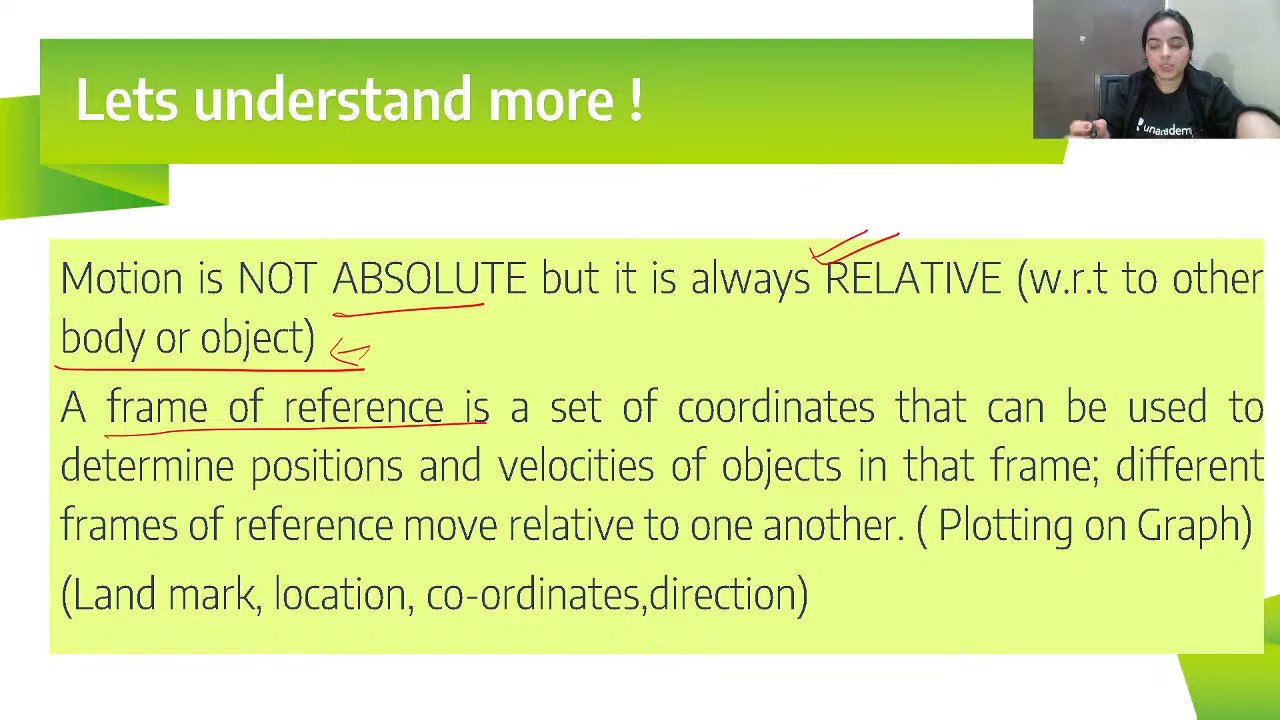 Lets understand more !
unacademy
Motion is NOT ABSOLUTE but it is always RELATIVE (w.r.t to other
body or object)
A frame of reference is a set of coordinates that can be used to
determine positions and velocities of objects in that frame; different
frames of reference move relative to one another. ( Plotting on Graph)
(Land mark, location, co-ordinates,direction)